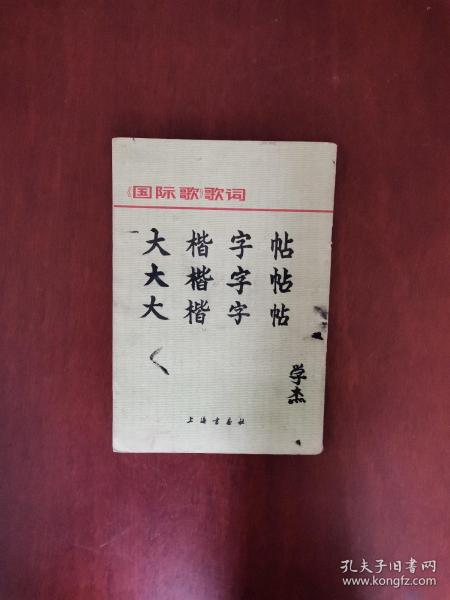 《国际歌》歌词
大楷字帖
大楷字帖
大楷字帖
学杰
上海书画社
孔夫子旧书网
www.kongfz.com